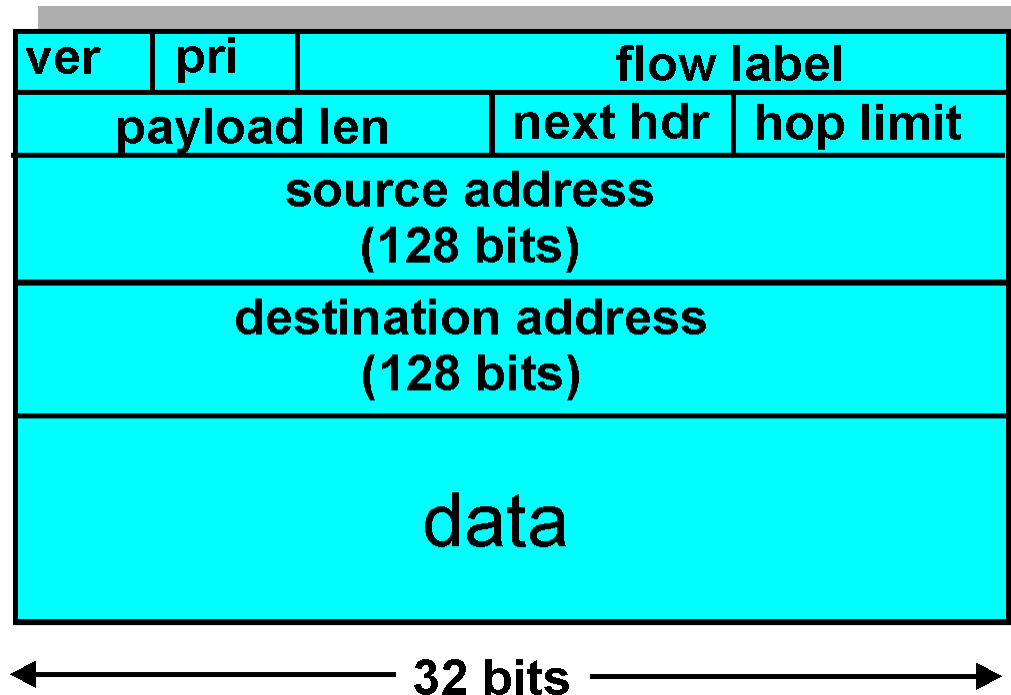 ver pri flow label
payload len next hdr hop limit
source address
(128 bits)
destination address
(128 bits)
data
32 bits